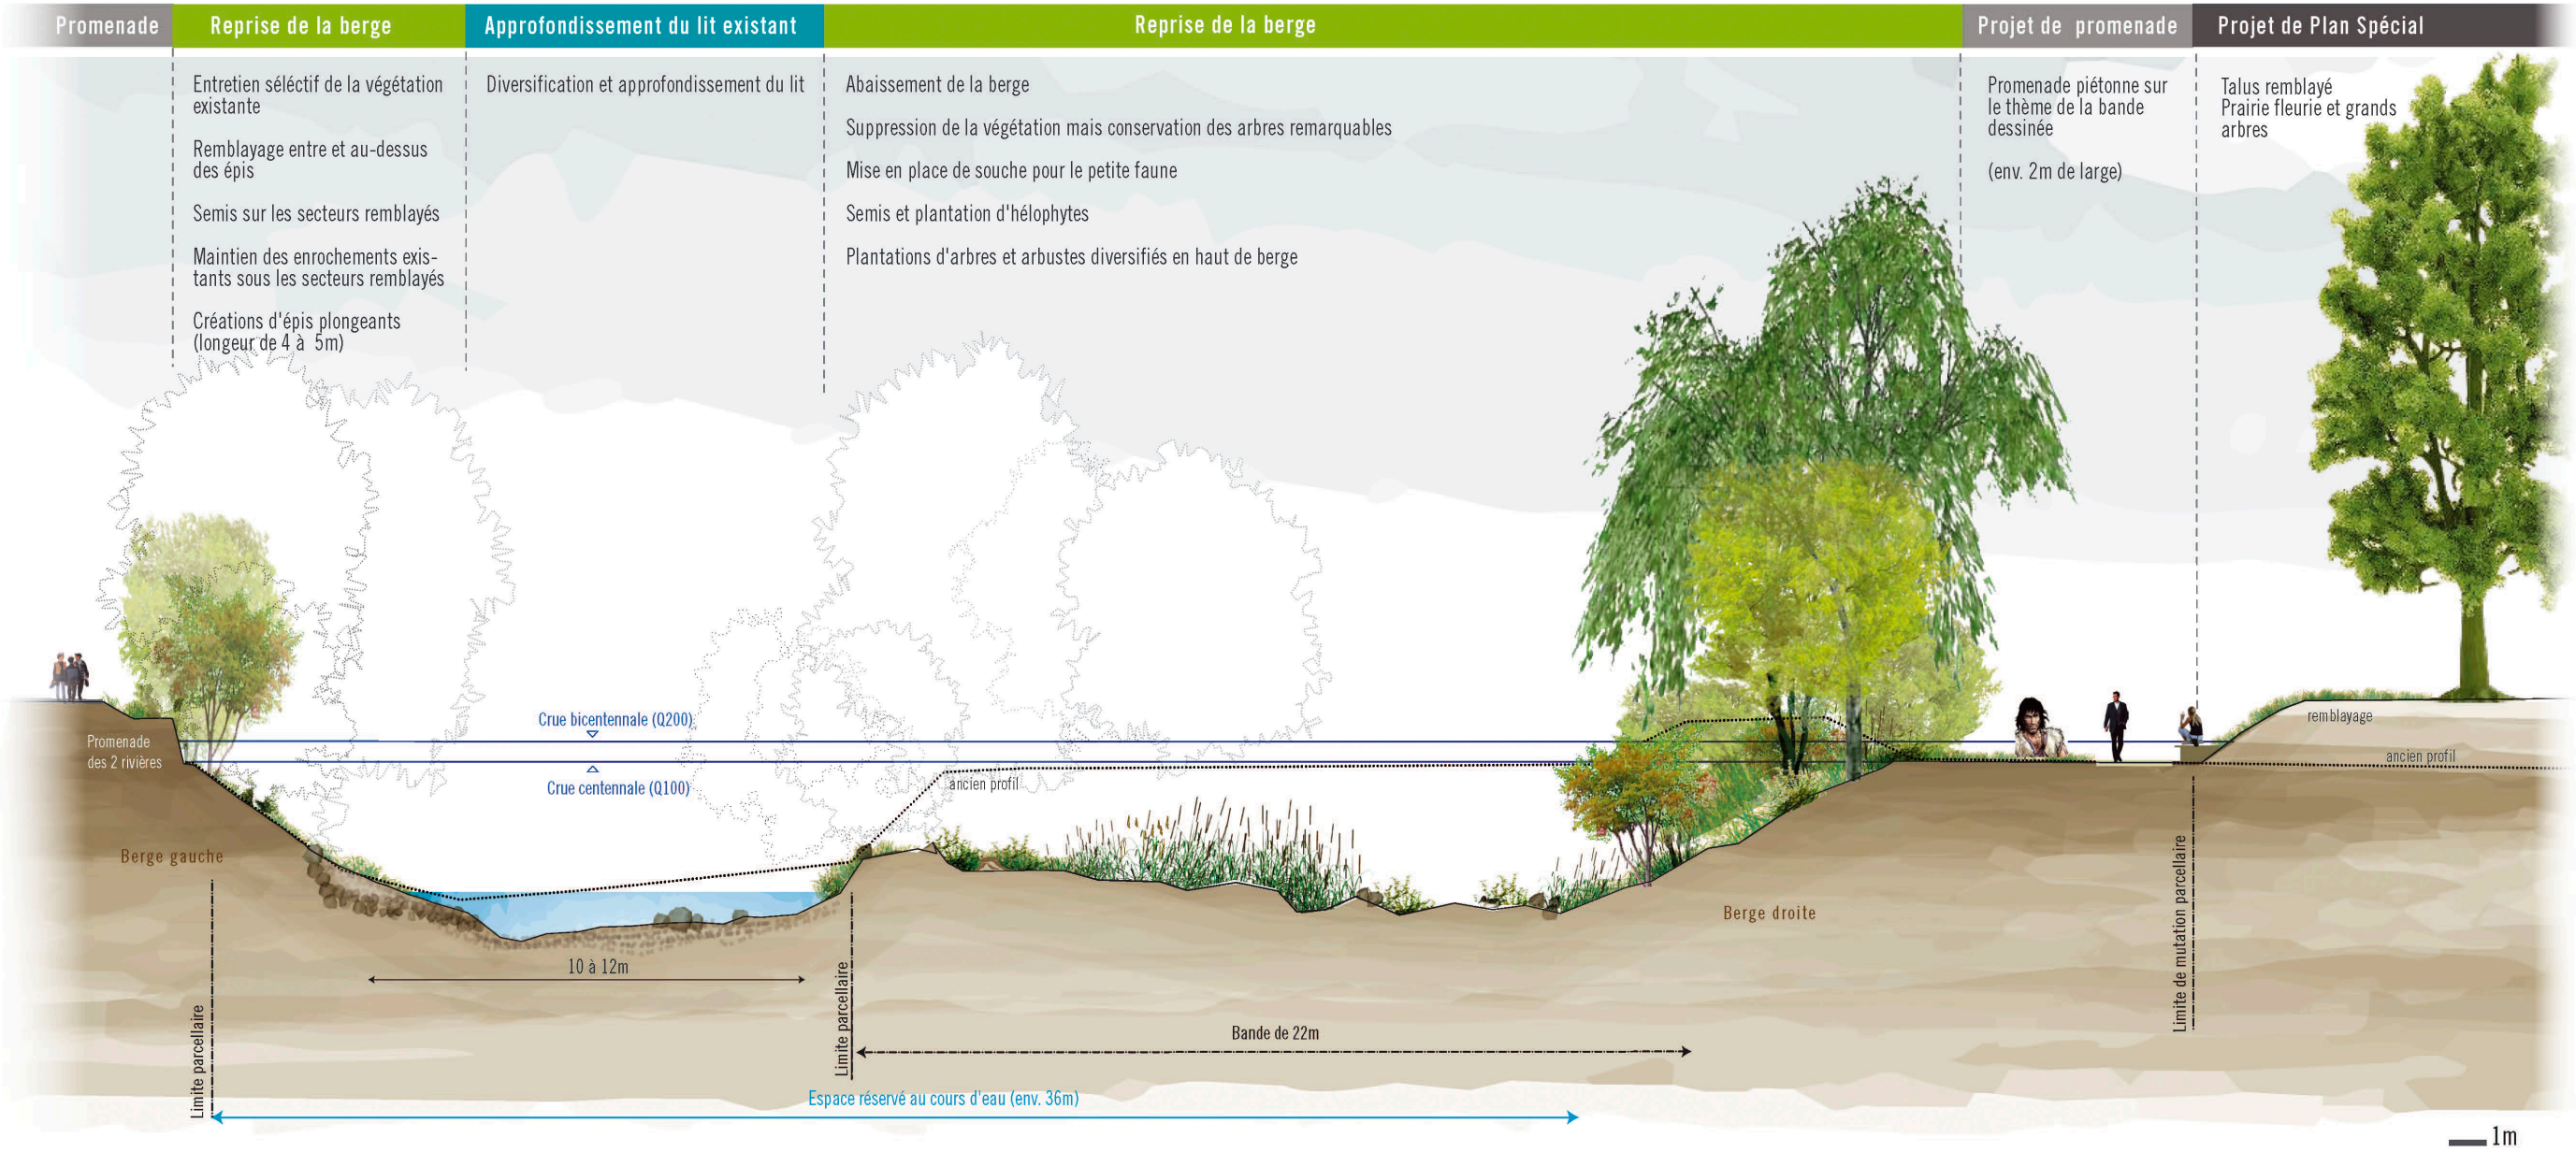 Promenade
Reprise de la berge
Approfondissement du lit existant
Reprise de la berge
Projet de promenade
Projet de Plan Spécial
Entretien séléctif de la végétation
existante
Remblayage entre et au-dessus
des épis
Semis sur les secteurs remblayés
Maintien des enrochements exis-
tants sous les secteurs remblayés
Créations d'épis plongeants
(longeur de 4 à 5m)
Diversification et approfondissement du lit
Abaissement de la berge
Suppression de la végétation mais conservation des arbres remarquables
Mise en place de souche pour le petite faune
Semis et plantation d'hélophytes
Plantations d'arbres et arbustes diversifiés en haut de berge
Promenade piétonne sur
le thème de la bande
dessinée
(env. 2m de large)
Talus remblayé
Prairie fleurie et grands
arbres
Crue bicentennale (Q200)
Crue centennale (Q100)
Promenade
des 2 rivières
ancien profil
remblayage
ancien profil
Berge gauche
Berge droite
10 à 12m
Limite parcellaire
Limite parcellaire
Limite de mutation parcellaire
Bande de 22m
Espace réservé au cours d'eau (env. 36m)
1m